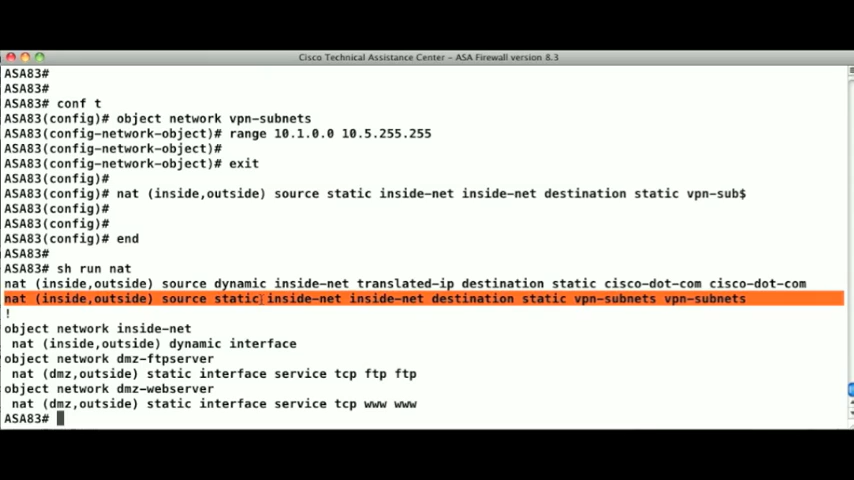 Cisco Technical Assistance Center - ASA Firewall version 8.3
ASA83#
ASA83#
ASA83# conf t
ASA83(config)# object network vpn-subnets
ASA83(config-network-object)# range 10.1.0.0 10.5.255.255
ASA83(config-network-object)#
ASA83(config-network-object)# exit
ASA83(config)#
ASA83(config)# nat (inside,outside) source static inside-net inside-net destination static vpn-sub$
ASA83(config)#
ASA83(config)#
ASA83(config)# end
ASA83#
ASA83# sh run nat
nat (inside,outside) source dynamic inside-net translated-ip destination static cisco-dot-com cisco-dot-com
nat (inside,outside) source static inside-net inside-net destination static vpn-subnets vpn-subnets
!
object network inside-net
 nat (inside,outside) dynamic interface
object network dmz-ftpserver
 nat (dmz,outside) static interface service tcp ftp ftp
object network dmz-webserver
 nat (dmz,outside) static interface service tcp www www
ASA83#